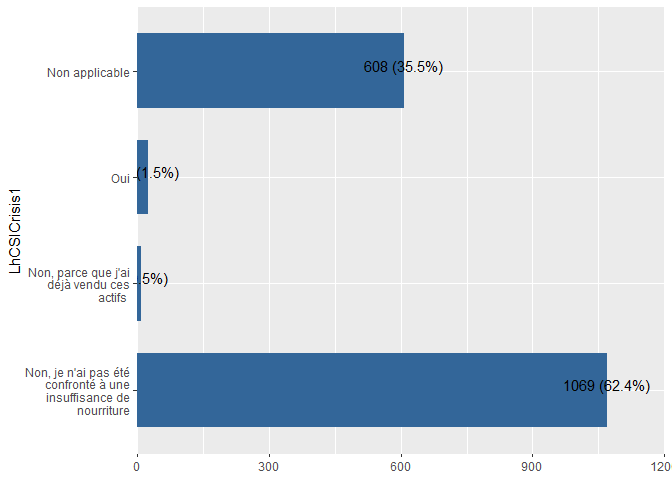 LhCSICrisis1
Non applicable
608 (35.5%)
Oui
(1.5%)
Non, parce que j'ai
déjà vendu ces
actifs
5%)
Non, je n'ai pas été
confronté à une
insuffisance de
nourriture
1069 (62.4%)
0
300
600
900
120